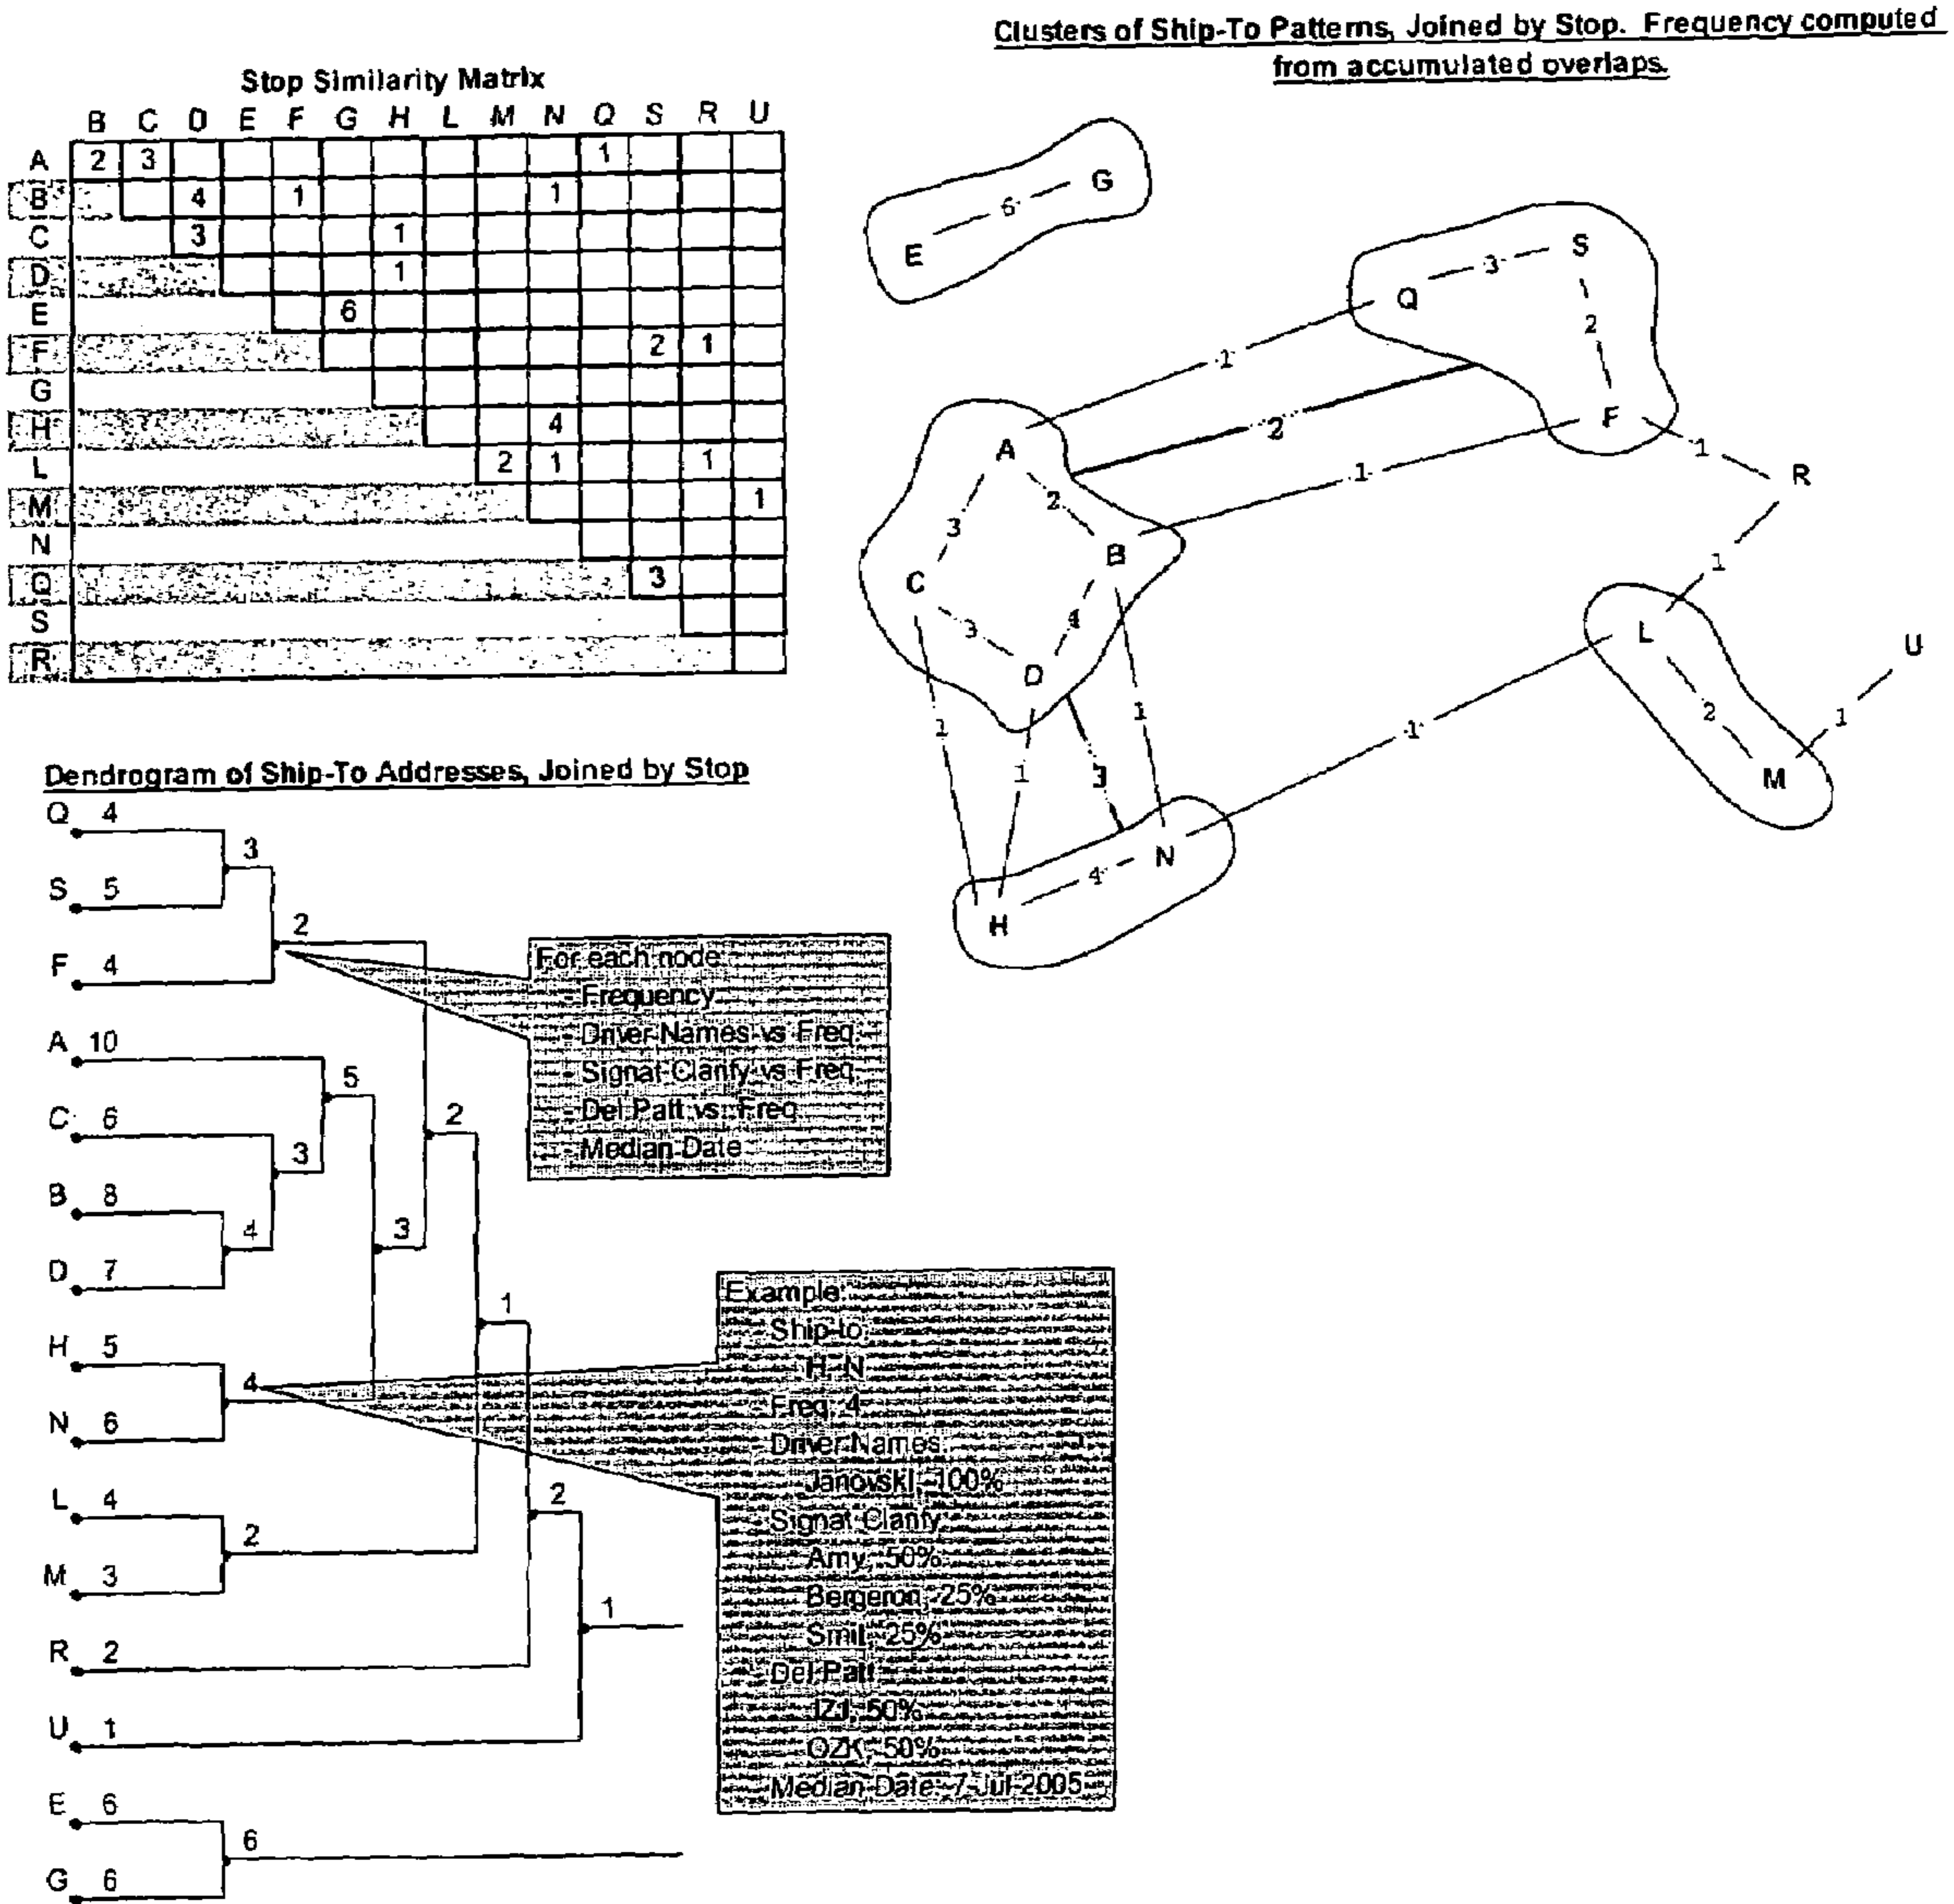 Clusters of Ship-To Patterns, Joined by Stop. Frequency computed
from accumulated overlaps.
Stop Similarity Matrix
B C D E F G H L M N Q S R U
A 2 3 1
B 4 1 1
C 3 1
D 1
E 6
F 2 1
G
H 4
L 2 1 1
M 1
N
Q 3
S
R
G
6
E
S
3
Q
2
1
F
2
1
A
1
R
2
3
B
1
C
4
3
L
U
D
2
1
1
1
1
3
1
M
N
4
H
Dendrogram of Ship-To Addresses, Joined by Stop
Q 4
3
S 5
2
F 4
For each node
- Frequency
- Driver Names vs Freq.
- Signat Clarify vs Freq.
- Del Patt vs. Freq
- Median Date
A 10
5
C 6
2
3
B 8
4
3
D 7
1
H 5
4
N 6
Example:
- Ship-to
H N
- Freq 4
- Driver Names
Janovski, 100%
- Signat Clarify
Amy, 50%
Bergeron, 25%
Smit, 25%
- Del Patt
IZJ, 50%
OZK, 50%
Median Date: 7-Jul-2005
L 4
2
2
M 3
1
R 2
U 1
E 6
6
G 6